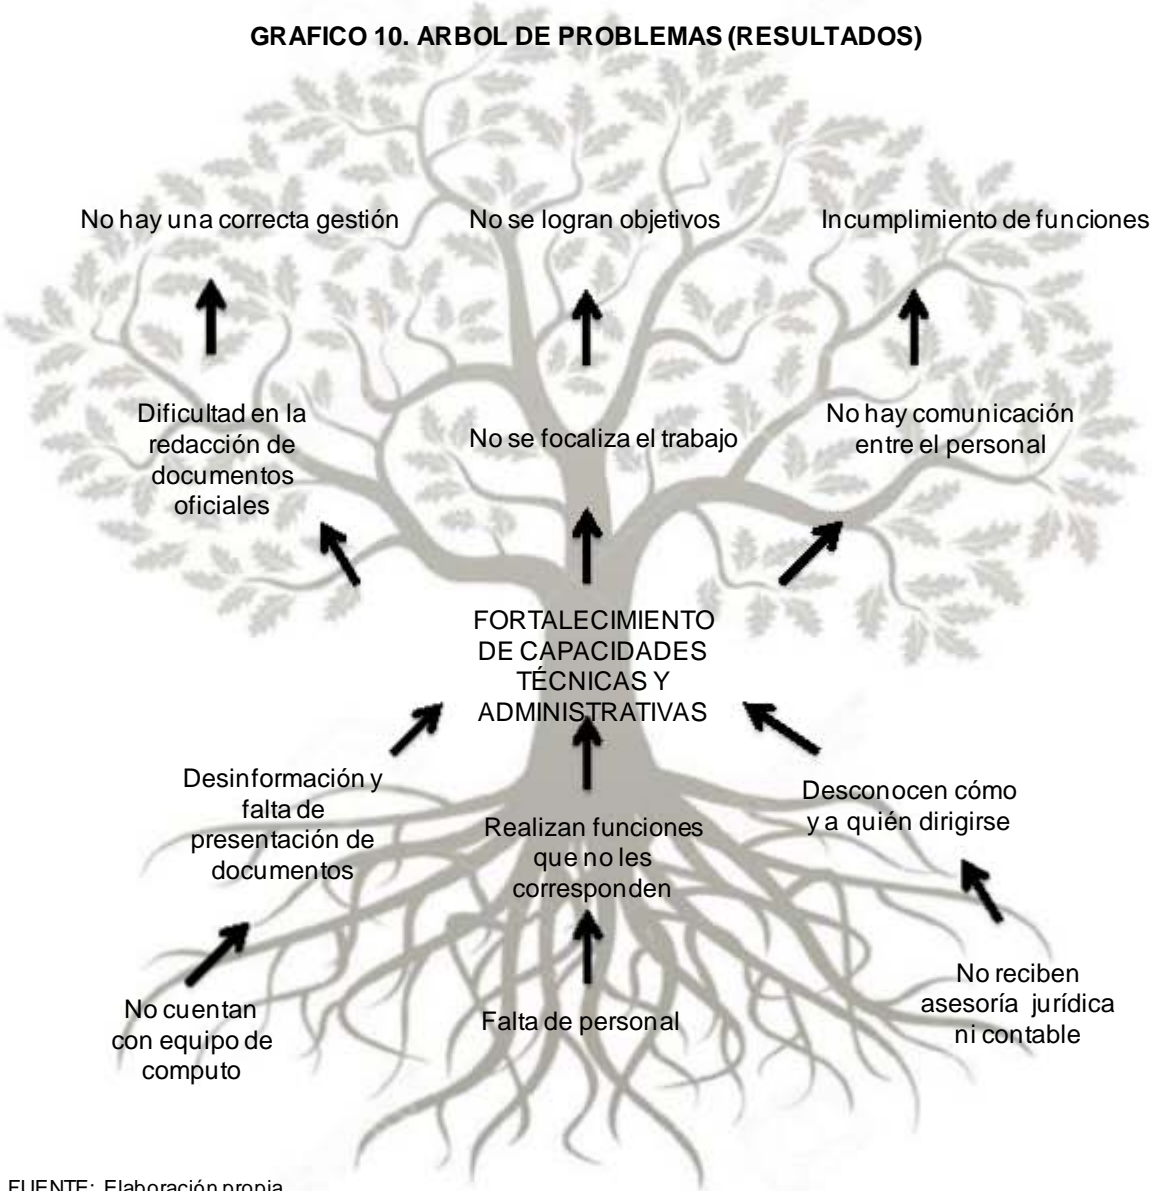 GRAFICO 10. ARBOL DE PROBLEMAS (RESULTADOS)
No hay una correcta gestión
No se logran objetivos
Incumplimiento de funciones
Dificultad en la
redacción de
documentos
oficiales
No se focaliza el trabajo
No hay comunicación
entre el personal
FORTALECIMIENTO
DE CAPACIDADES
TÉCNICAS Y
ADMINISTRATIVAS
Desinformación y
falta de
presentación de
documentos
Realizan funciones
que no les
corresponden
Desconocen cómo
y a quién dirigirse
No cuentan
con equipo de
computo
Falta de personal
No reciben
asesoría jurídica
ni contable
FUENTE: Elaboración propia